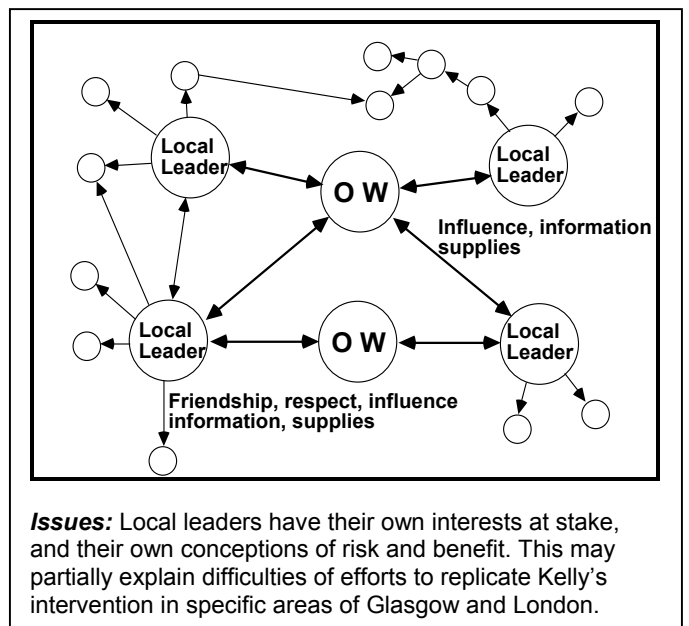 Local
Leader
Local
Leader
O W
Influence, information
supplies
Local
Leader
O W
Local
Leader
Friendship, respect, influence
information, supplies
Issues: Local leaders have their own interests at stake,
and their own conceptions of risk and benefit. This may
partially explain difficulties of efforts to replicate Kelly's
intervention in specific areas of Glasgow and London.